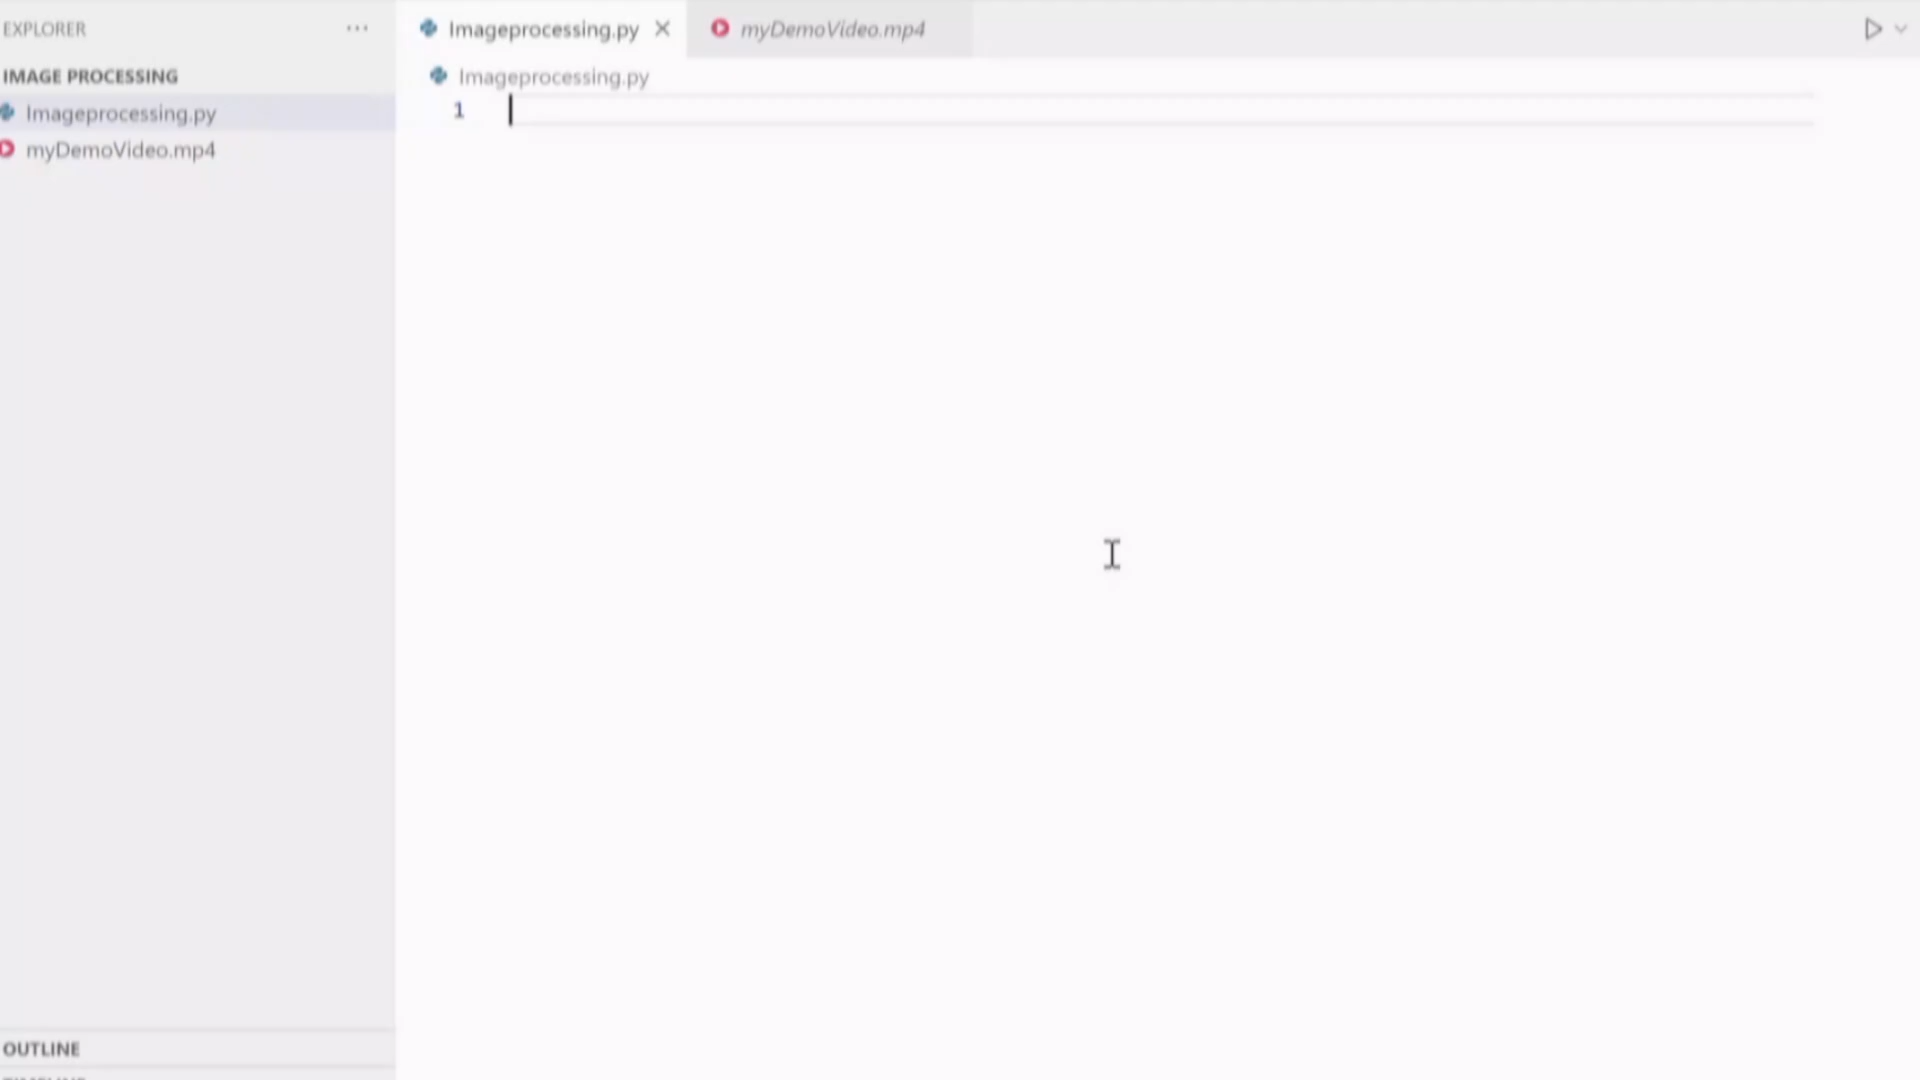 EXPLORER
IMAGE PROCESSING
Imageprocessing.py
myDemoVideo.mp4
OUTLINE
Imageprocessing.py
myDemoVideo.mp4
Imageprocessing.py
1